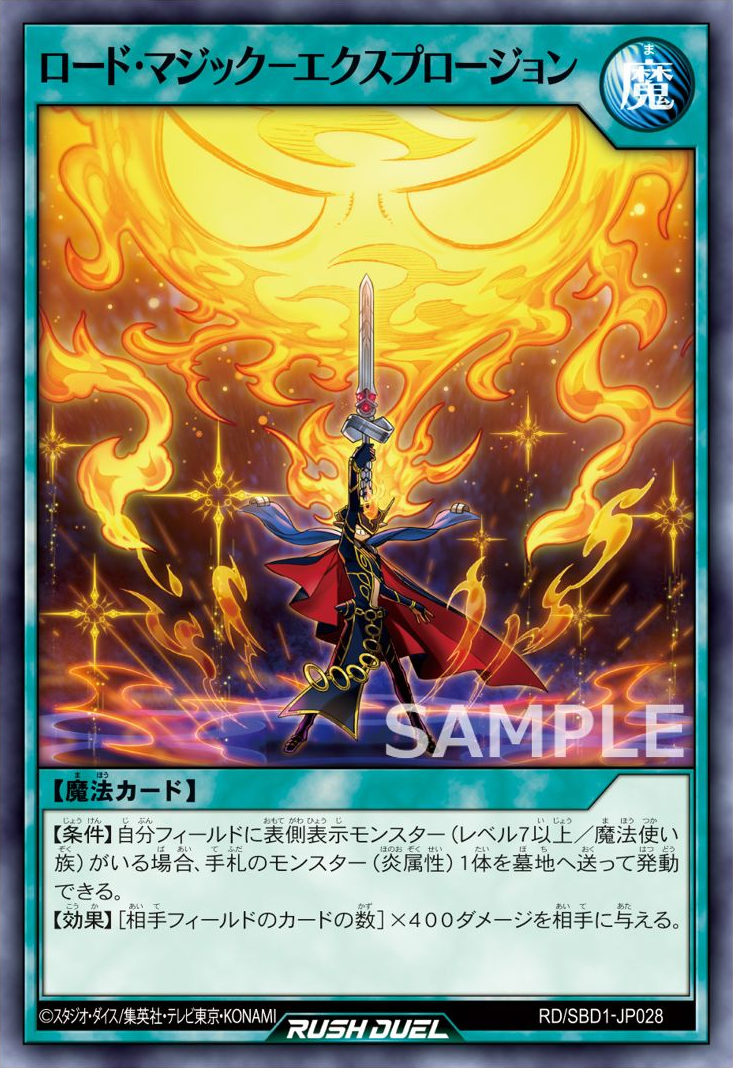 ロード・マジック－エクスプロージョン
魔
SAMPLE
【魔法カード】
【条件】自分フィールドに表側表示モンスター（レベル7以上／魔法使い
族）がいる場合、手札のモンスター（炎属性）1体を墓地へ送って発動
できる。
【効果】［相手フィールドのカードの数］×400ダメージを相手に与える。
©スタジオ・ダイス/集英社・テレビ東京・KONAMI
RUSH DUEL
RD/SBD1-JP028